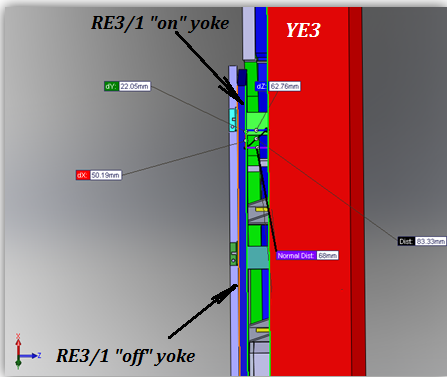 RE3/1 "on" yoke
YE3
dY: 22.05mm
dZ: 62.76mm
dX: 50.19mm
Dist: 83.33mm
Normal Dist: 68mm
X
Z
RE3/1 "off" yoke